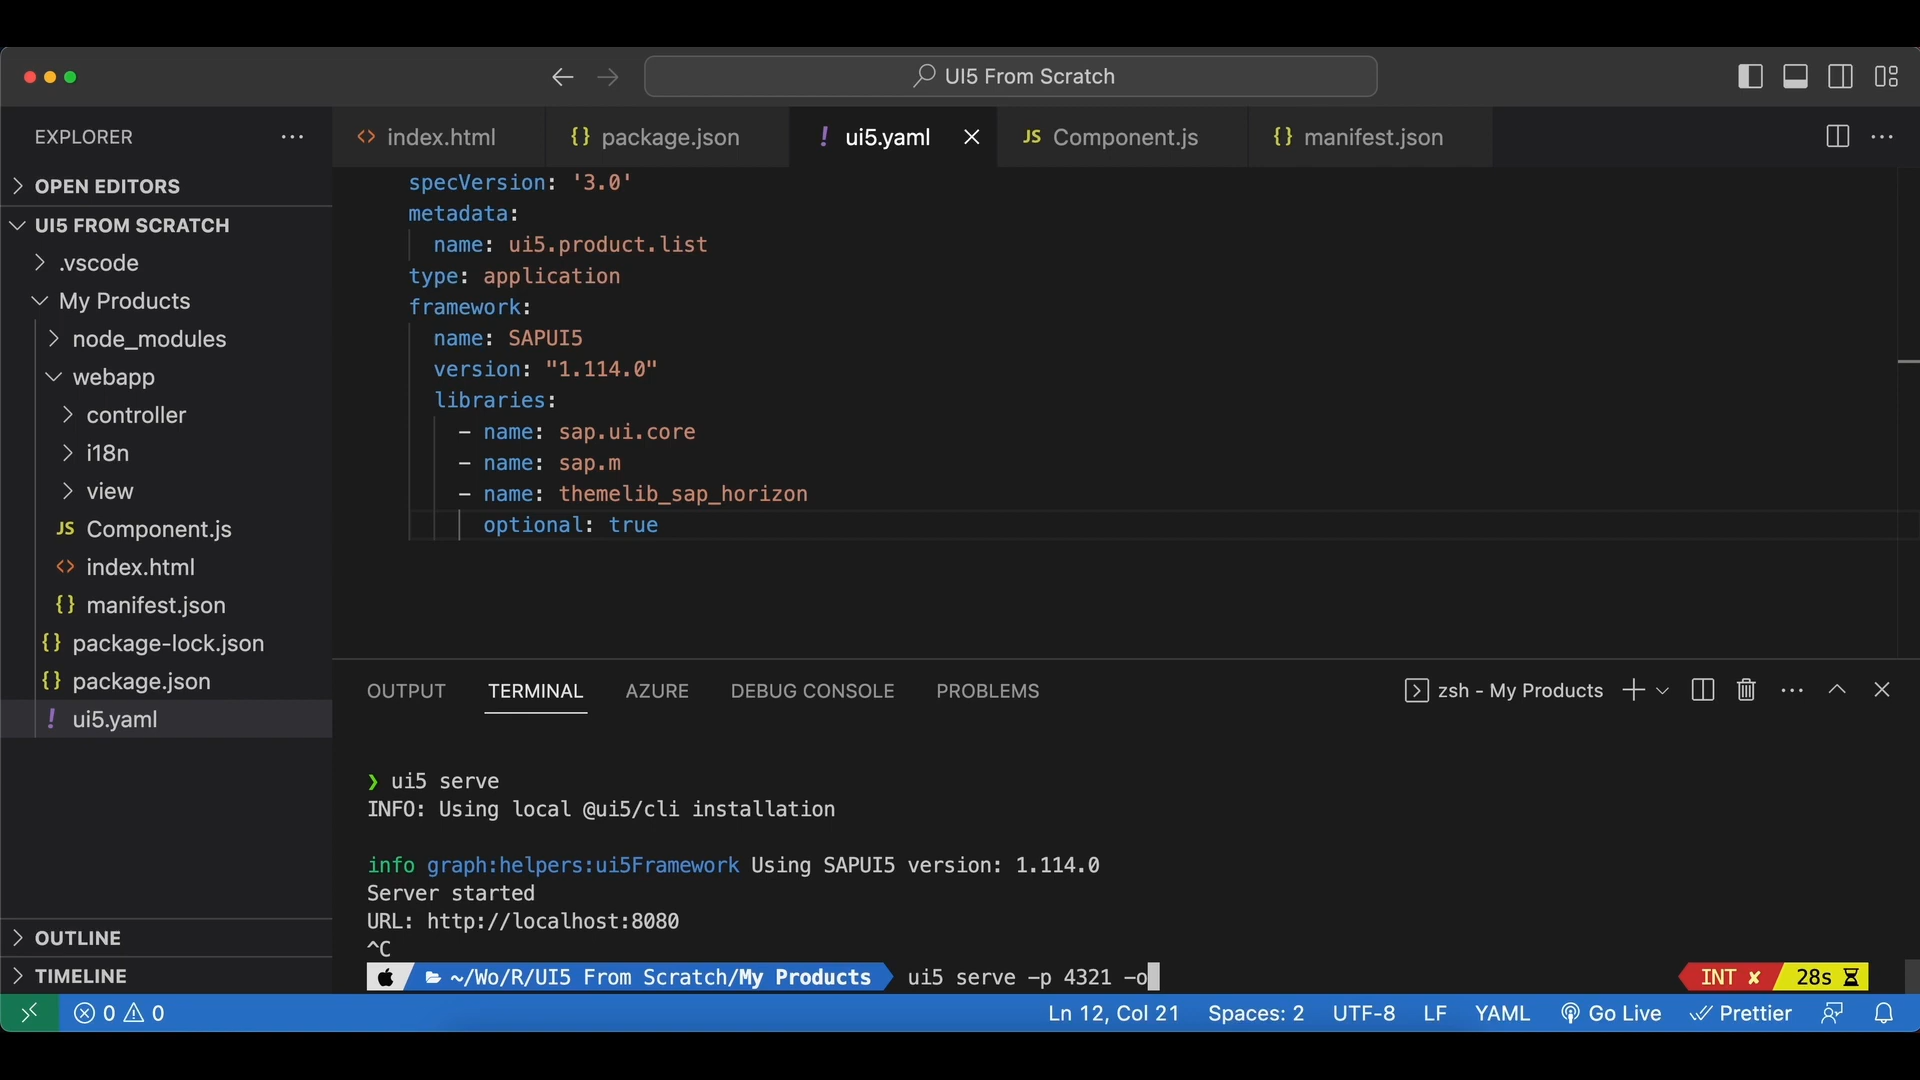 UI5 From Scratch
EXPLORER
OPEN EDITORS
UI5 FROM SCRATCH
.vscode
My Products
node_modules
webapp
controller
i18n
view
JS Component.js
<> index.html
{} manifest.json
{} package-lock.json
{} package.json
! ui5.yaml
OUTLINE
TIMELINE
<> index.html
{} package.json
! ui5.yaml
JS Component.js
{} manifest.json
specVersion: '3.0'
metadata:
name: ui5.product.list
type: application
framework:
name: SAPUI5
version: "1.114.0"
libraries:
- name: sap.ui.core
- name: sap.m
- name: themelib_sap_horizon
optional: true
OUTPUT
TERMINAL
AZURE
DEBUG CONSOLE
PROBLEMS
zsh - My Products
❯ ui5 serve
INFO: Using local @ui5/cli installation
info graph:helpers:ui5Framework Using SAPUI5 version: 1.114.0
Server started
URL: http://localhost:8080
^C
~/Wo/R/UI5 From Scratch/My Products ui5 serve -p 4321 -o
INT ✘ 28s
0 0
Ln 12, Col 21
Spaces: 2
UTF-8
LF
YAML
Go Live
Prettier